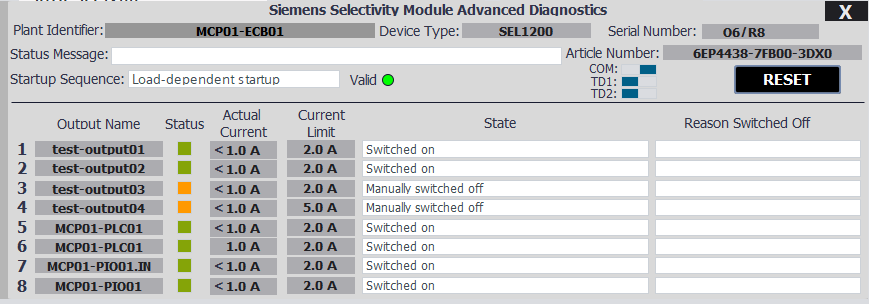 Siemens Selectivity Module Advanced Diagnostics X
Plant Identifier: MCP01-ECB01 Device Type: SEL1200 Serial Number: O6/R8
Status Message: Article Number: 6EP4438-7FB00-3DX0
Startup Sequence: Load-dependent startup Valid COM: RESET
TD1:
TD2:
Output Name Status Actual Current Current Limit State Reason Switched Off
1 test-output01 < 1.0 A 2.0 A Switched on
2 test-output02 < 1.0 A 2.0 A Switched on
3 test-output03 < 1.0 A 2.0 A Manually switched off
4 test-output04 < 1.0 A 5.0 A Manually switched off
5 MCP01-PLC01 < 1.0 A 2.0 A Switched on
6 MCP01-PLC01 1.0 A 2.0 A Switched on
7 MCP01-PIO01.IN < 1.0 A 2.0 A Switched on
8 MCP01-PIO01 < 1.0 A 2.0 A Switched on